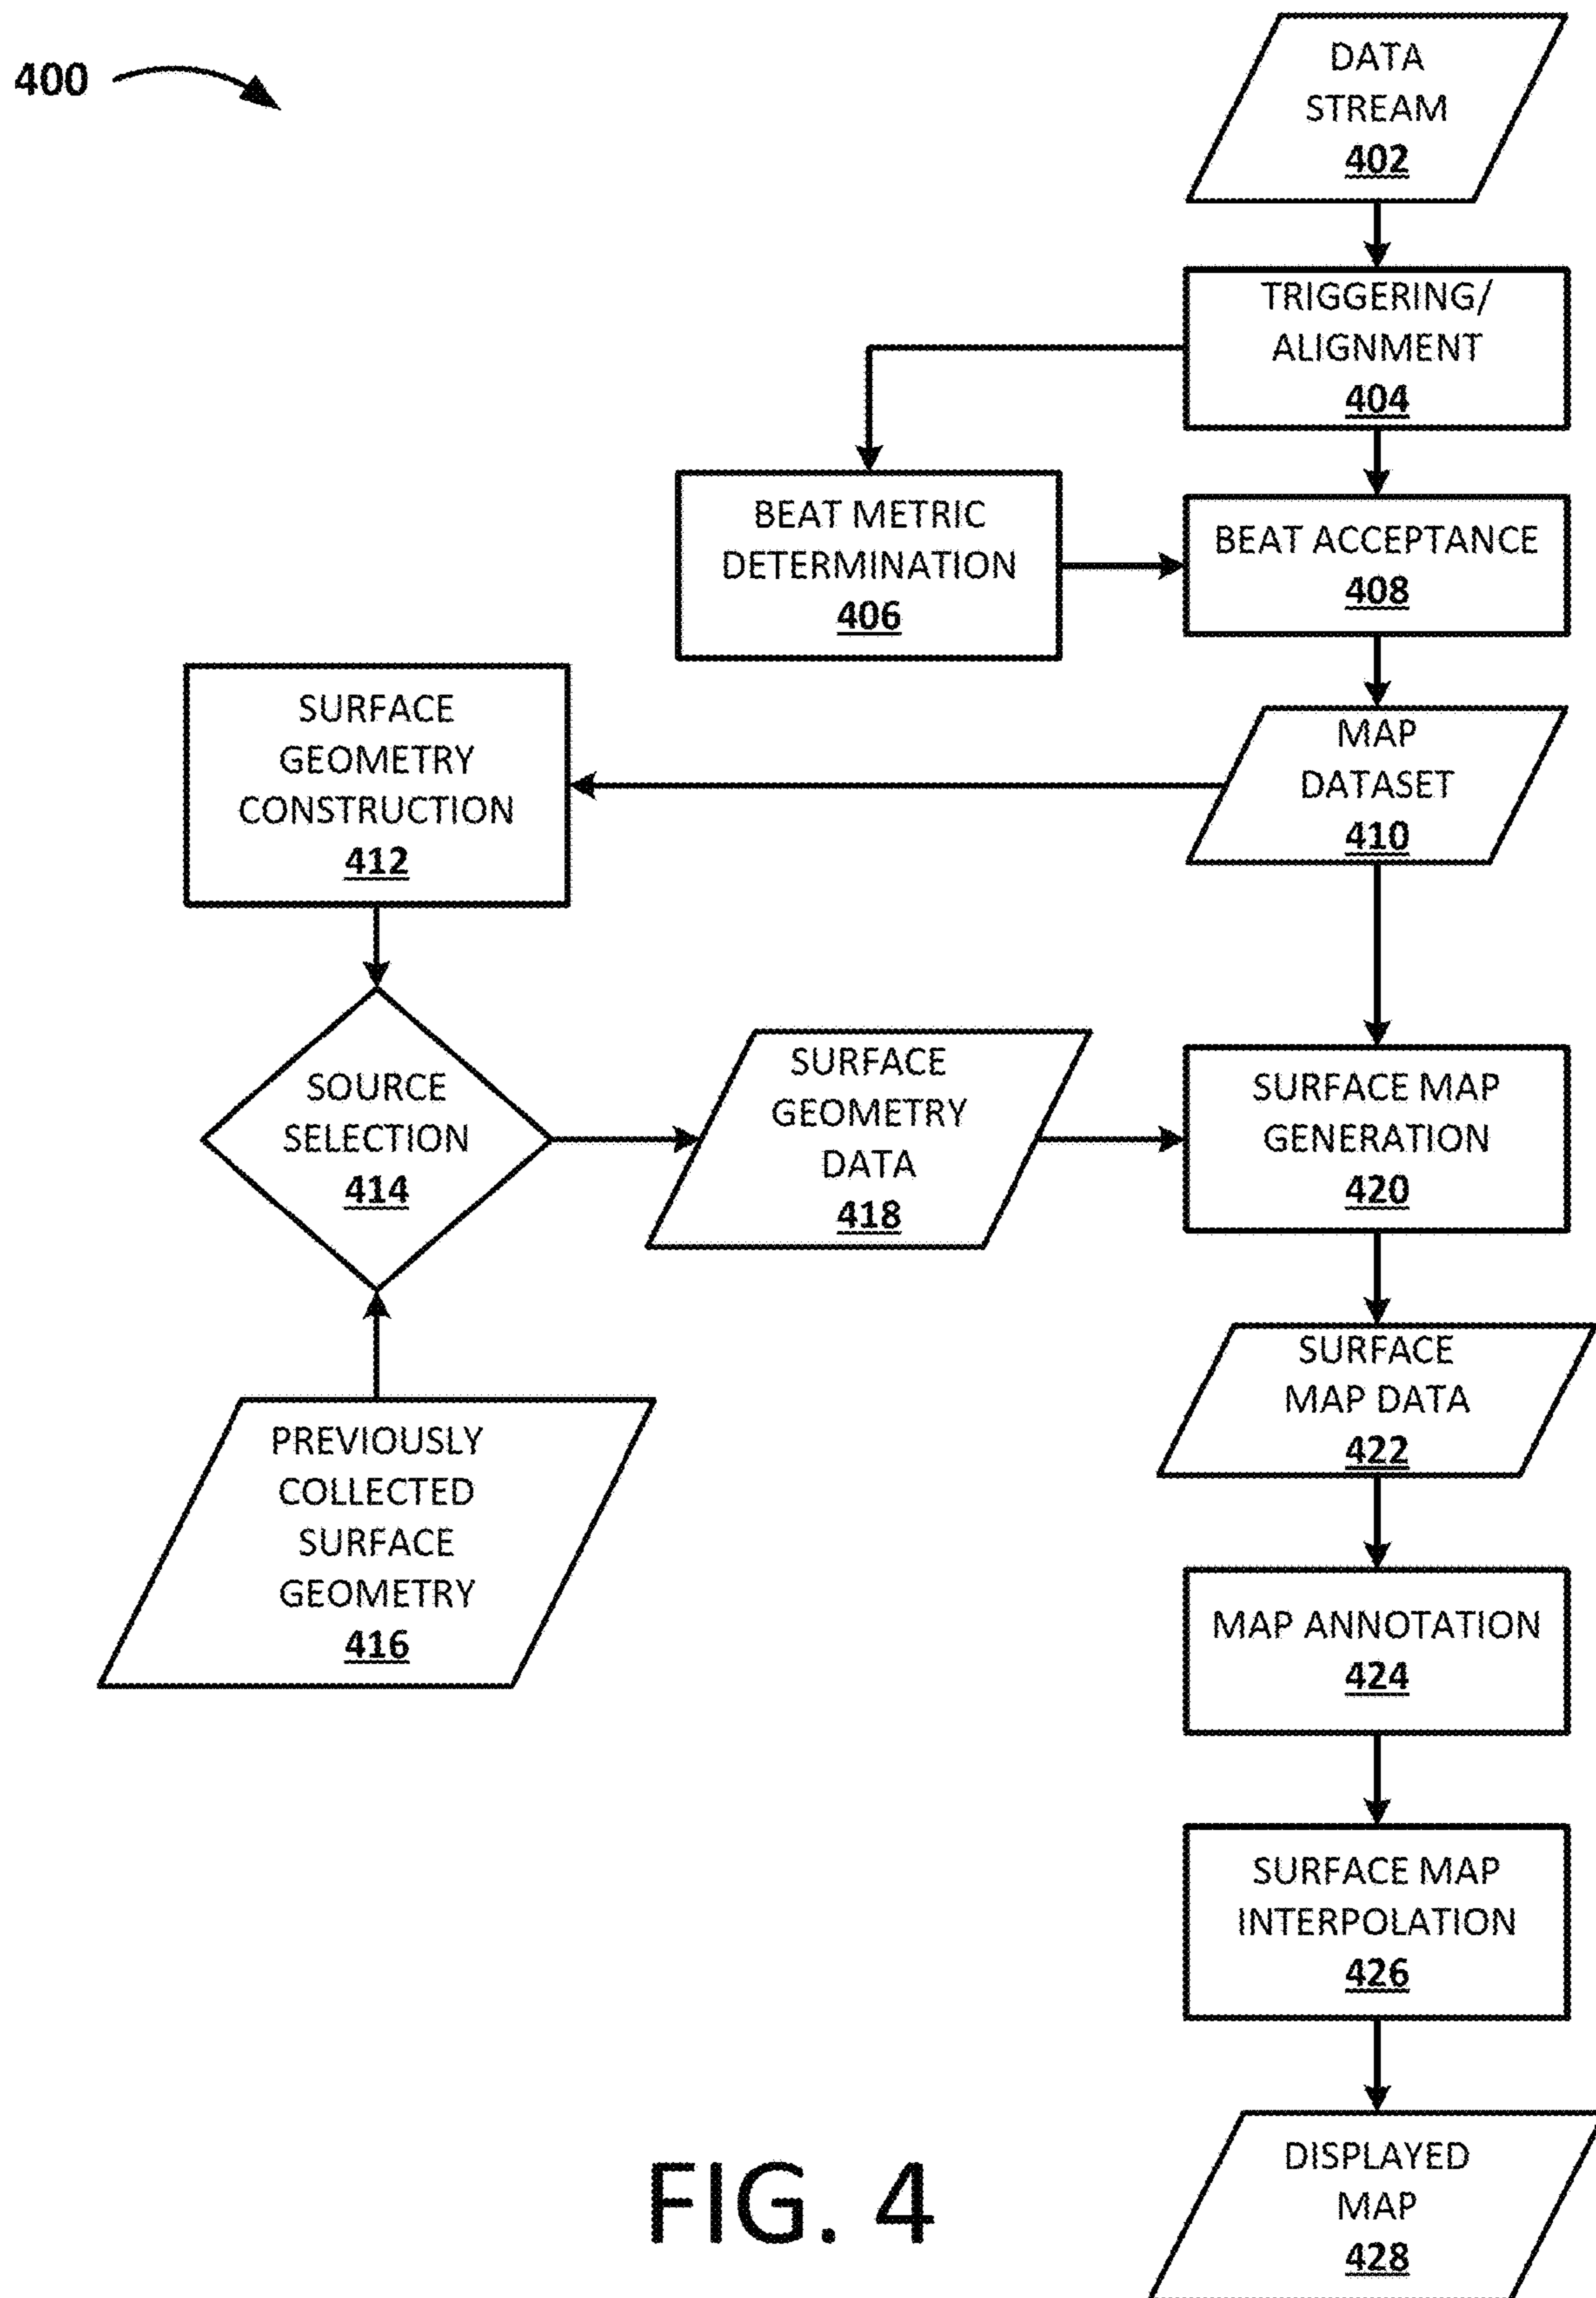 400
DATA
STREAM
402
TRIGGERING/
ALIGNMENT
404
BEAT METRIC
DETERMINATION
406
BEAT ACCEPTANCE
408
SURFACE
GEOMETRY
CONSTRUCTION
412
MAP
DATASET
410
SOURCE
SELECTION
414
SURFACE
GEOMETRY
DATA
418
SURFACE MAP
GENERATION
420
PREVIOUSLY
COLLECTED
SURFACE
GEOMETRY
416
SURFACE
MAP DATA
422
MAP ANNOTATION
424
SURFACE MAP
INTERPOLATION
426
DISPLAYED
MAP
428
FIG. 4